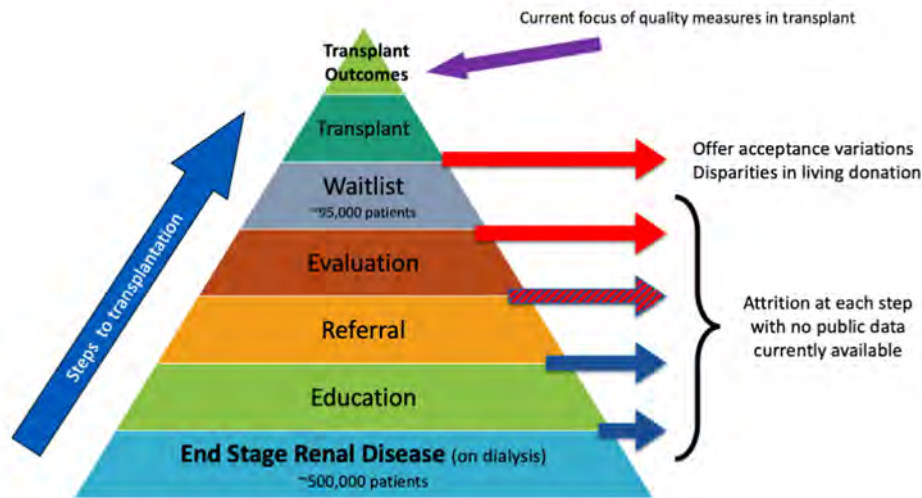 Current focus of quality measures in transplant
Transplant
Outcomes
Transplant
Offer acceptance variations
Disparities in living donation
Waitlist
~95,000 patients
Steps to transplantation
Evaluation
Attrition at each step
with no public data
currently available
Referral
Education
End Stage Renal Disease (on dialysis)
~500,000 patients